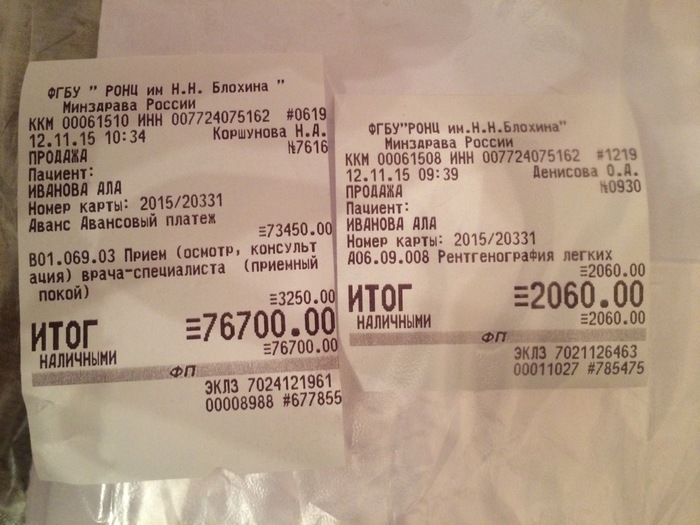 ФГБУ " РОНЦ им Н.Н. Блохина "
Минздрава России
ККМ 00061510 ИНН 007724075162 #0619
12.11.15 10:34 Коршунова Н.А.
ПРОДАЖА №7616
Пациент:
ИВАНОВА АЛА
Номер карты: 2015/20331
Аванс Авансовый платеж
≡73450.00
B01.069.03 Прием (осмотр, консульт
ация) врача-специалиста (приемный
покой)
≡3250.00
ИТОГ ≡76700.00
НАЛИЧНЫМИ ≡76700.00
ФП
ЭКЛЗ 7024121961
00008988 #677855
ФГБУ"РОНЦ им.Н.Н.Блохина"
Минздрава России
ККМ 00061508 ИНН 007724075162 #1219
12.11.15 09:39 Денисова О.А.
ПРОДАЖА №0930
Пациент:
ИВАНОВА АЛА
Номер карты: 2015/20331
A06.09.008 Рентгенография легких
≡2060.00
ИТОГ ≡2060.00
НАЛИЧНЫМИ ≡2060.00
ФП
ЭКЛЗ 7021126463
00011027 #785475